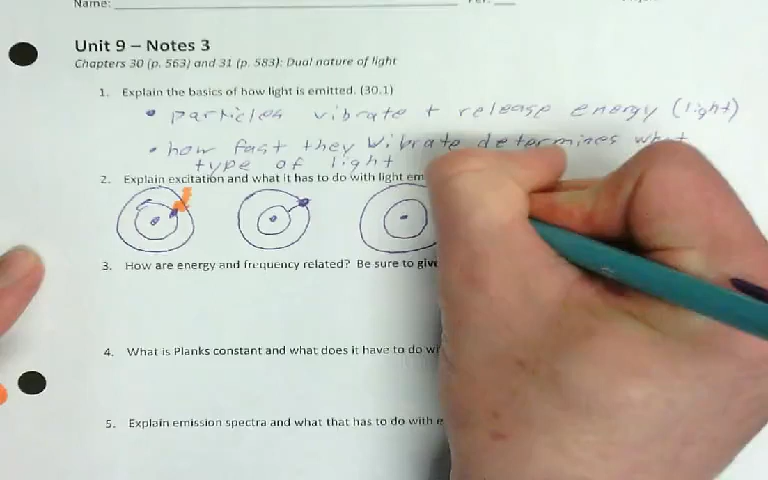 Name:
Unit 9 – Notes 3
Chapters 30 (p. 563) and 31 (p. 583): Dual nature of light
1. Explain the basics of how light is emitted. (30.1)
• particles vibrate + release energy (light)
• how fast they vibrate determines what
type of light
2. Explain excitation and what it has to do with light em
3. How are energy and frequency related? Be sure to give
4. What is Planks constant and what does it have to do wi
5. Explain emission spectra and what that has to do with